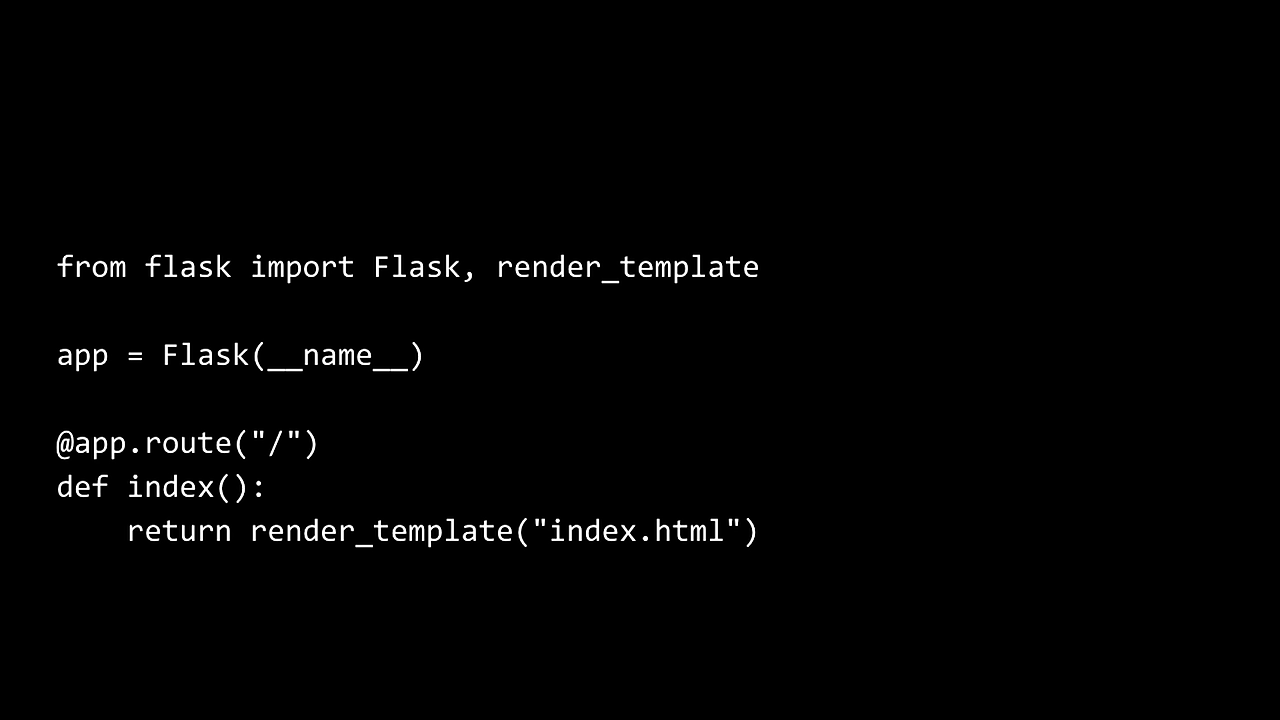 from flask import Flask, render_template
app = Flask(__name__)
@app.route("/")
def index():
    return render_template("index.html")